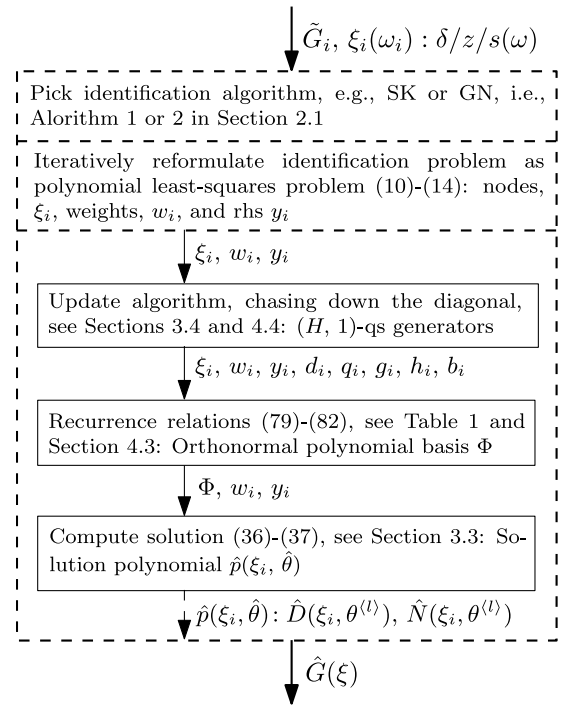 G̃ᵢ, ξᵢ(ωᵢ) : δ/z/s(ω)
Pick identification algorithm, e.g., SK or GN, i.e.,
Alorithm 1 or 2 in Section 2.1
Iteratively reformulate identification problem as
polynomial least-squares problem (10)-(14): nodes,
ξᵢ, weights, wᵢ, and rhs yᵢ
ξᵢ, wᵢ, yᵢ
Update algorithm, chasing down the diagonal,
see Sections 3.4 and 4.4: (H, 1)-qs generators
ξᵢ, wᵢ, yᵢ, dᵢ, qᵢ, gᵢ, hᵢ, bᵢ
Recurrence relations (79)-(82), see Table 1 and
Section 4.3: Orthonormal polynomial basis Φ
Φ, wᵢ, yᵢ
Compute solution (36)-(37), see Section 3.3: So-
lution polynomial p̂(ξᵢ, θ̂)
p̂(ξᵢ, θ̂): D̂(ξᵢ, θ⟨l⟩), N̂(ξᵢ, θ⟨l⟩)
Ĝ(ξ)